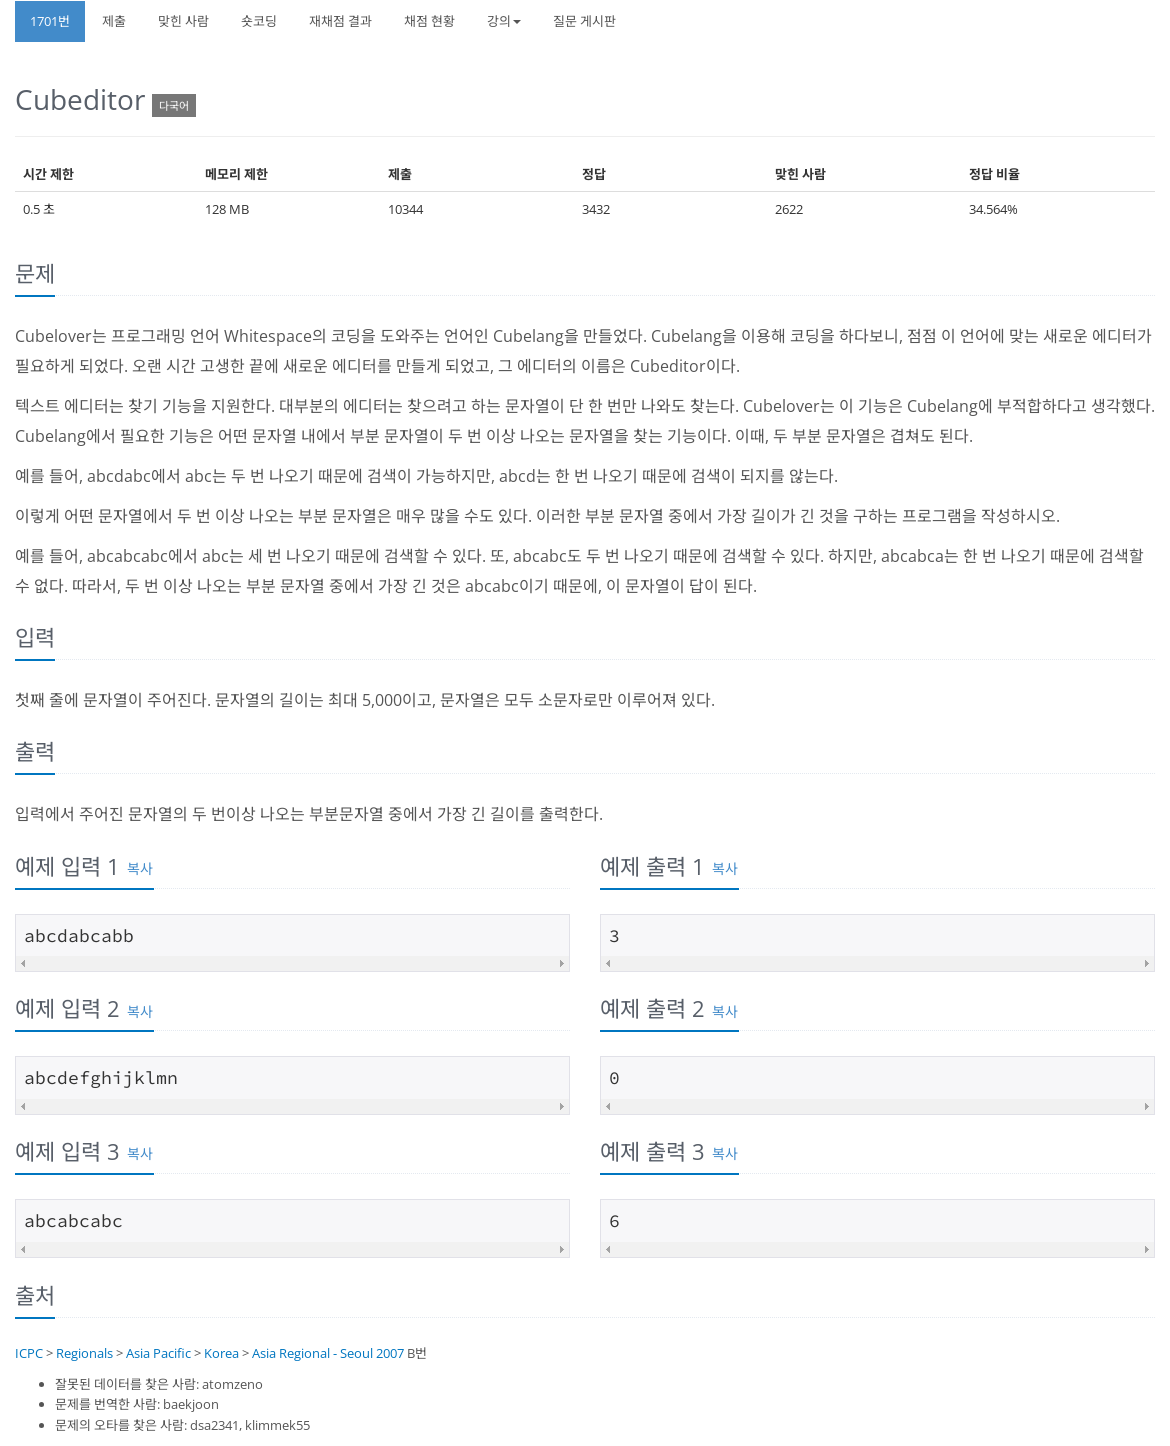 1701번 제출 맞힌 사람 숏코딩 재채점 결과 채점 현황 강의 질문 게시판
Cubeditor 다국어
시간 제한 메모리 제한 제출 정답 맞힌 사람 정답 비율
0.5 초 128 MB 10344 3432 2622 34.564%
문제
Cubelover는 프로그래밍 언어 Whitespace의 코딩을 도와주는 언어인 Cubelang을 만들었다. Cubelang을 이용해 코딩을 하다보니, 점점 이 언어에 맞는 새로운 에디터가
필요하게 되었다. 오랜 시간 고생한 끝에 새로운 에디터를 만들게 되었고, 그 에디터의 이름은 Cubeditor이다.
텍스트 에디터는 찾기 기능을 지원한다. 대부분의 에디터는 찾으려고 하는 문자열이 단 한 번만 나와도 찾는다. Cubelover는 이 기능은 Cubelang에 부적합하다고 생각했다.
Cubelang에서 필요한 기능은 어떤 문자열 내에서 부분 문자열이 두 번 이상 나오는 문자열을 찾는 기능이다. 이때, 두 부분 문자열은 겹쳐도 된다.
예를 들어, abcdabc에서 abc는 두 번 나오기 때문에 검색이 가능하지만, abcd는 한 번 나오기 때문에 검색이 되지를 않는다.
이렇게 어떤 문자열에서 두 번 이상 나오는 부분 문자열은 매우 많을 수도 있다. 이러한 부분 문자열 중에서 가장 길이가 긴 것을 구하는 프로그램을 작성하시오.
예를 들어, abcabcabc에서 abc는 세 번 나오기 때문에 검색할 수 있다. 또, abcabc도 두 번 나오기 때문에 검색할 수 있다. 하지만, abcabca는 한 번 나오기 때문에 검색할
수 없다. 따라서, 두 번 이상 나오는 부분 문자열 중에서 가장 긴 것은 abcabc이기 때문에, 이 문자열이 답이 된다.
입력
첫째 줄에 문자열이 주어진다. 문자열의 길이는 최대 5,000이고, 문자열은 모두 소문자로만 이루어져 있다.
출력
입력에서 주어진 문자열의 두 번이상 나오는 부분문자열 중에서 가장 긴 길이를 출력한다.
예제 입력 1 복사 예제 출력 1 복사
abcdabcabb 3
예제 입력 2 복사 예제 출력 2 복사
abcdefghijklmn 0
예제 입력 3 복사 예제 출력 3 복사
abcabcabc 6
출처
ICPC > Regionals > Asia Pacific > Korea > Asia Regional - Seoul 2007 B번
잘못된 데이터를 찾은 사람: atomzeno
문제를 번역한 사람: baekjoon
문제의 오타를 찾은 사람: dsa2341, klimmek55